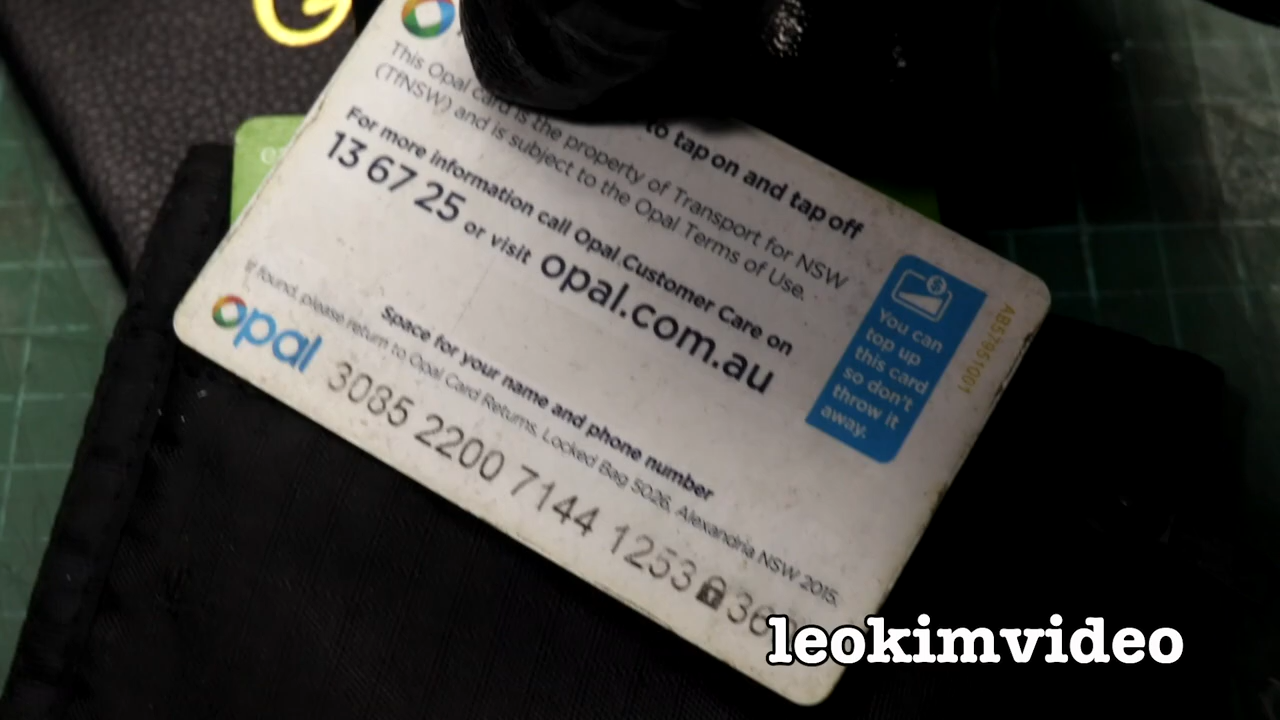 G
to tap on and tap off
This Opal Card is the property of Transport for NSW
(TfNSW) and is subject to the Opal Terms of Use.
For more information call Opal Customer Care on
13 67 25 or visit opal.com.au
You can
top up
this card
so don't
throw it
away.
Space for your name and phone number
If found, please return to Opal Card Returns, Locked Bag 5026, Alexandria NSW 2015.
opal
3085 2200 7144 1253 36
leokimvideo